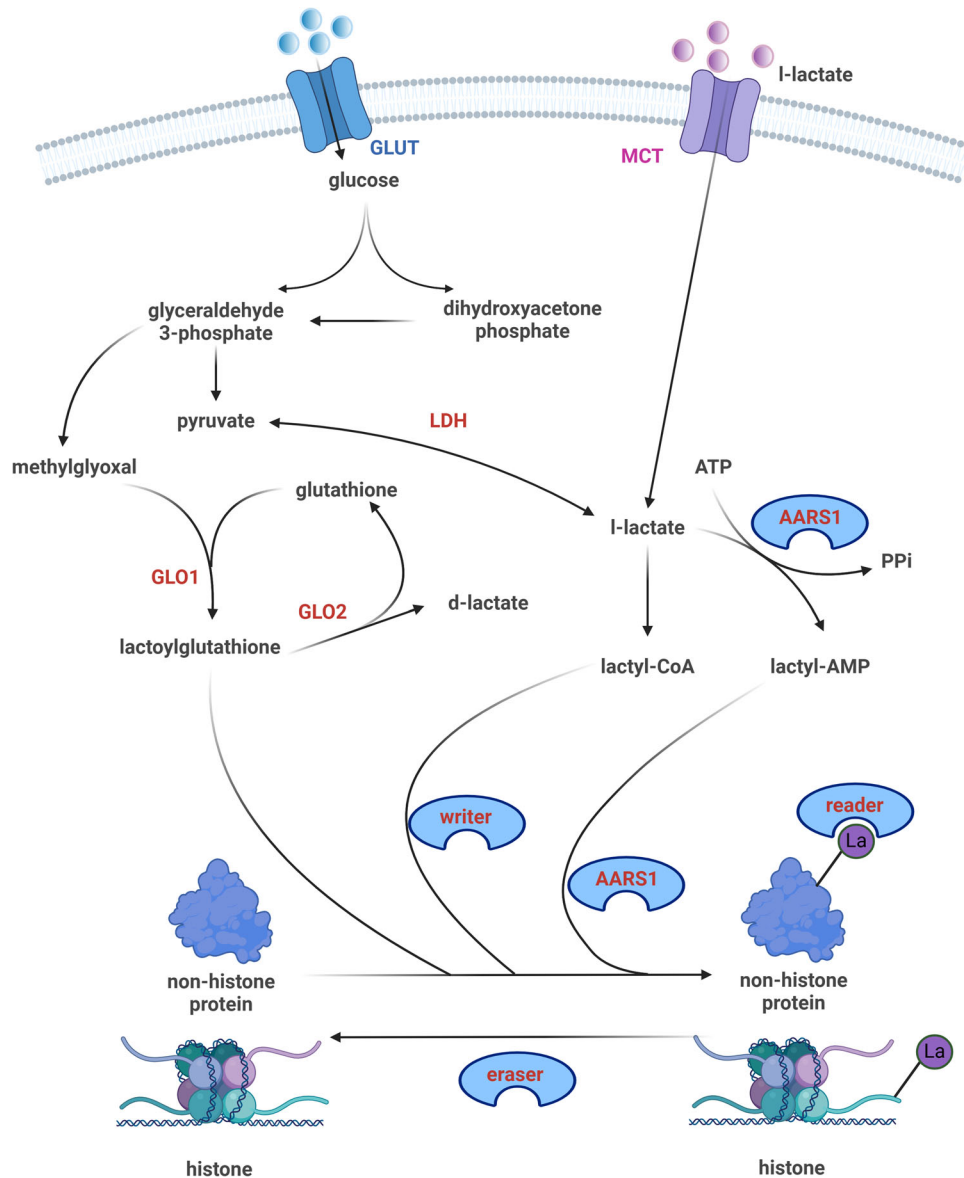 l-lactate
GLUT
MCT
glucose
glyceraldehyde
3-phosphate
dihydroxyacetone
phosphate
pyruvate
LDH
methylglyoxal
glutathione
ATP
AARS1
l-lactate
PPi
GLO1
GLO2
d-lactate
lactoylglutathione
lactyl-CoA
lactyl-AMP
writer
reader
La
AARS1
non-histone
protein
non-histone
protein
eraser
La
histone
histone